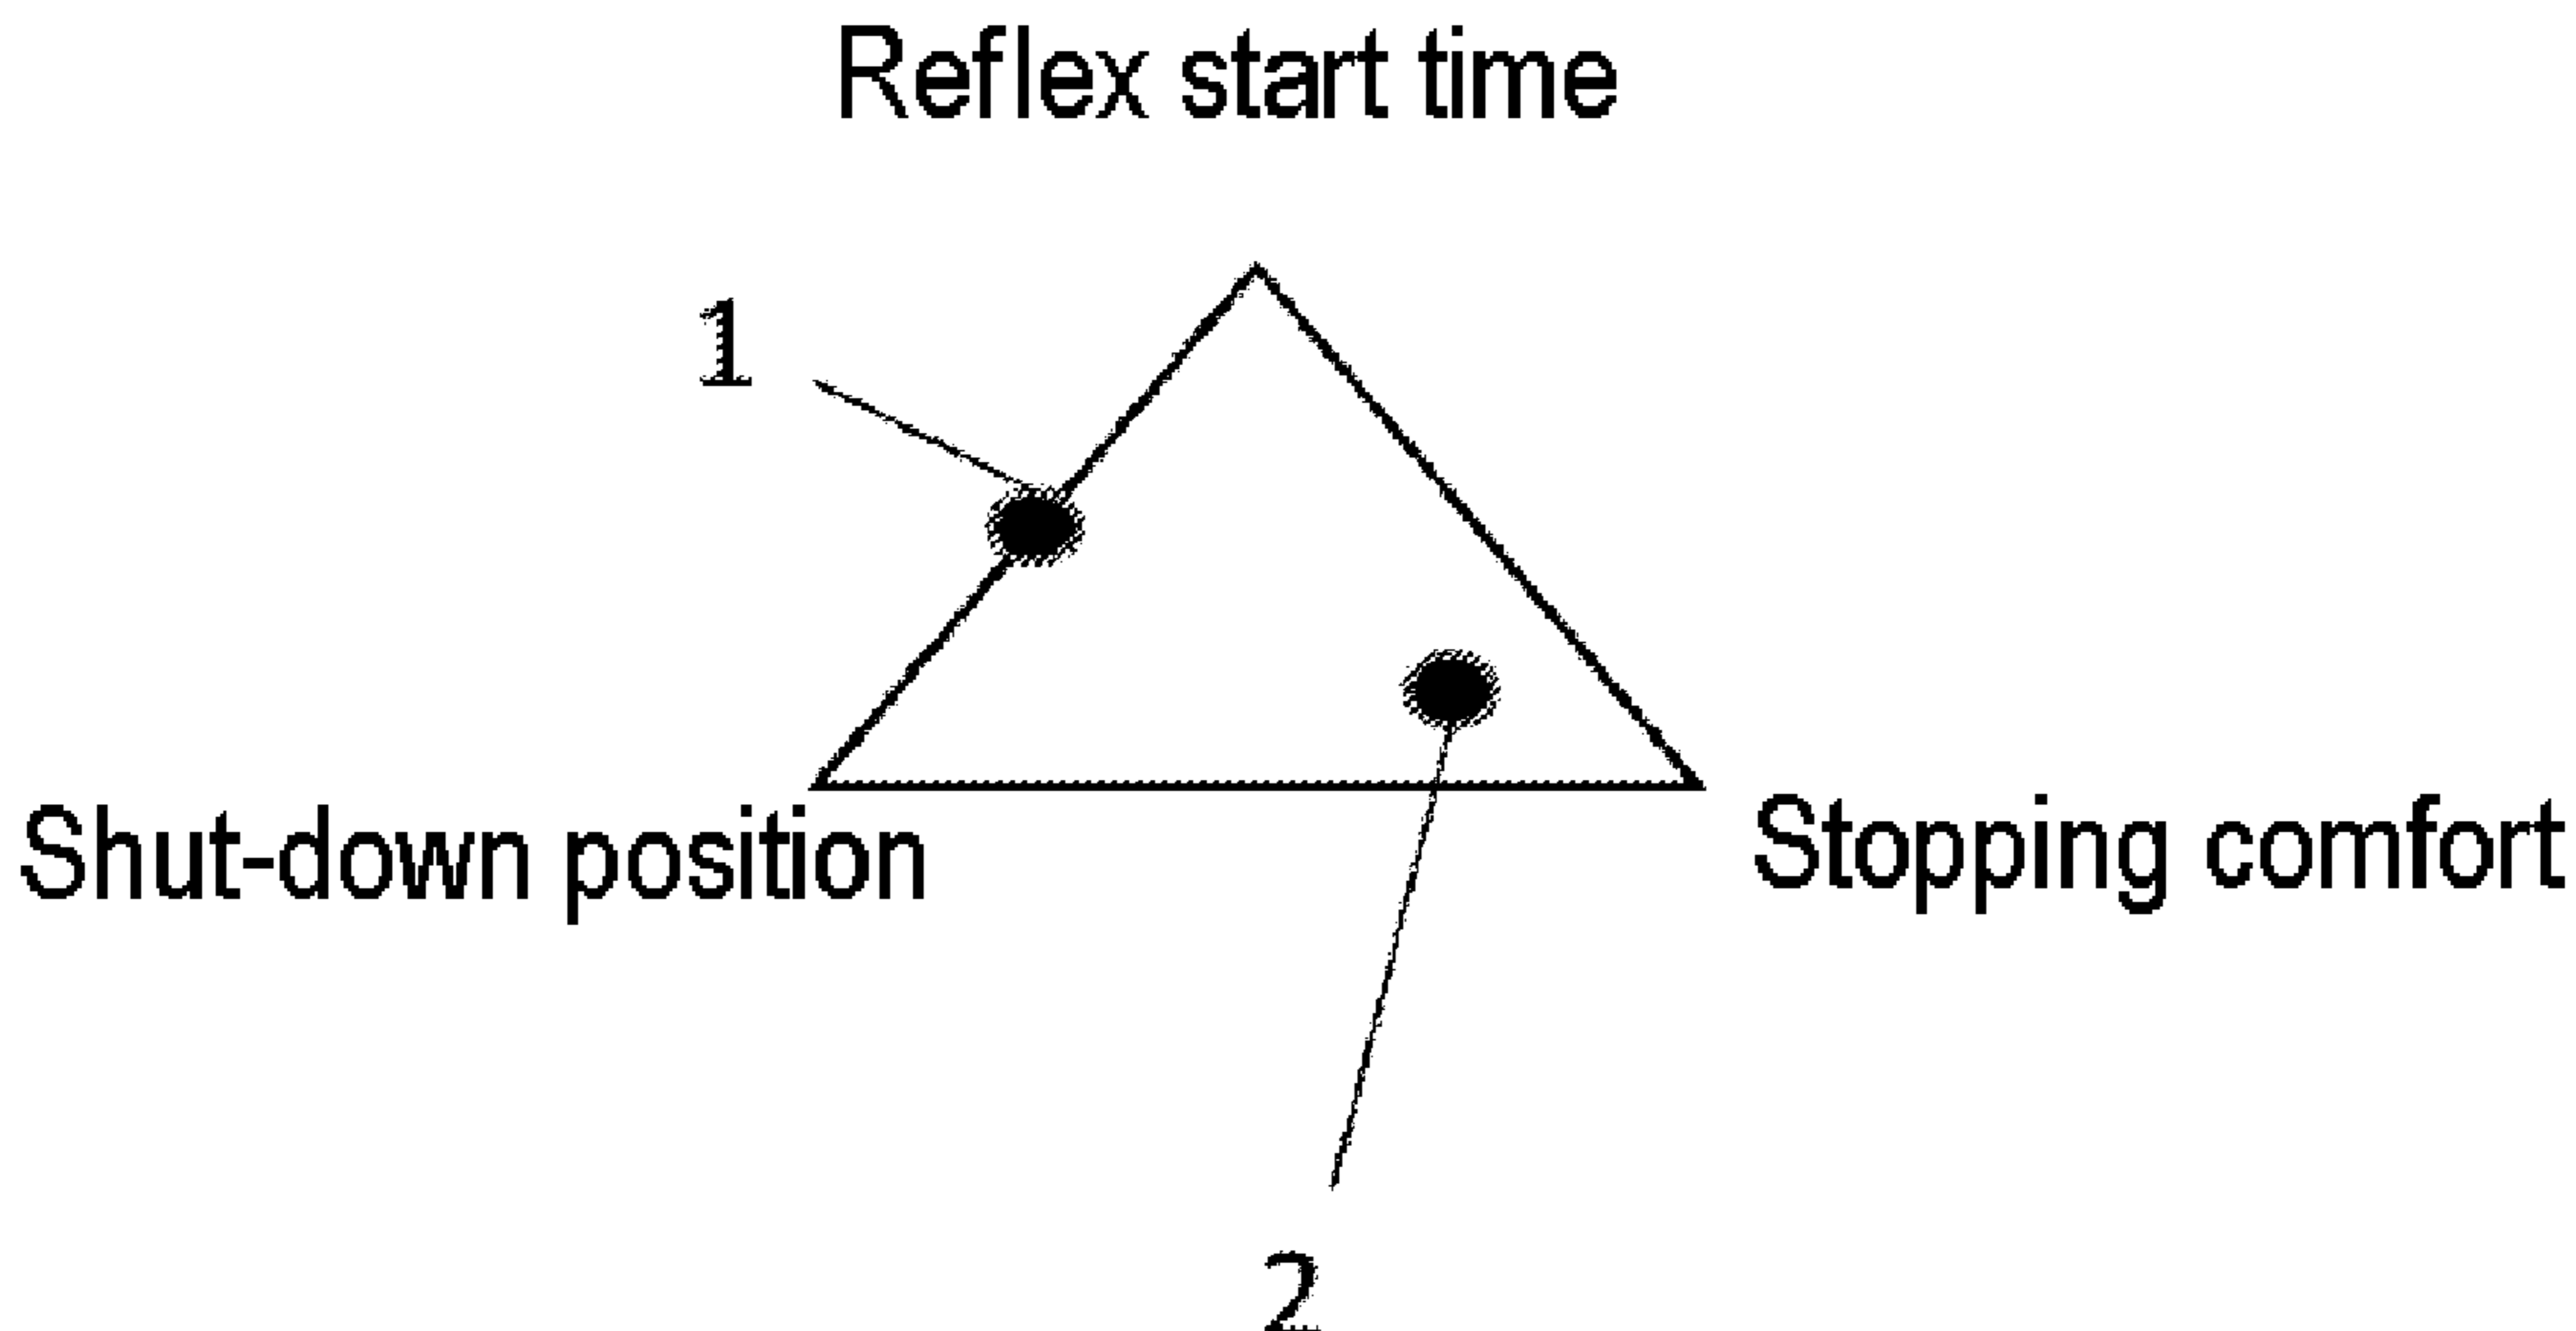 Reflex start time
1
Shut-down position
Stopping comfort
2